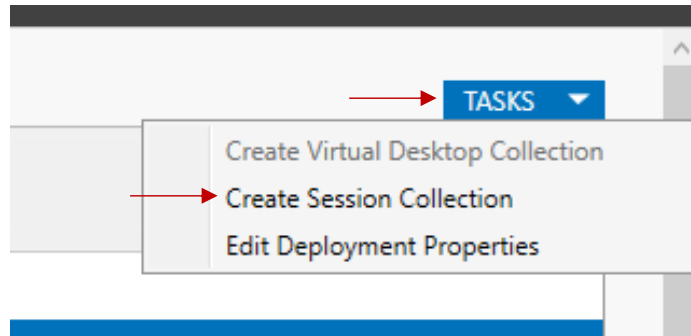 TASKS
Create Virtual Desktop Collection
Create Session Collection
Edit Deployment Properties